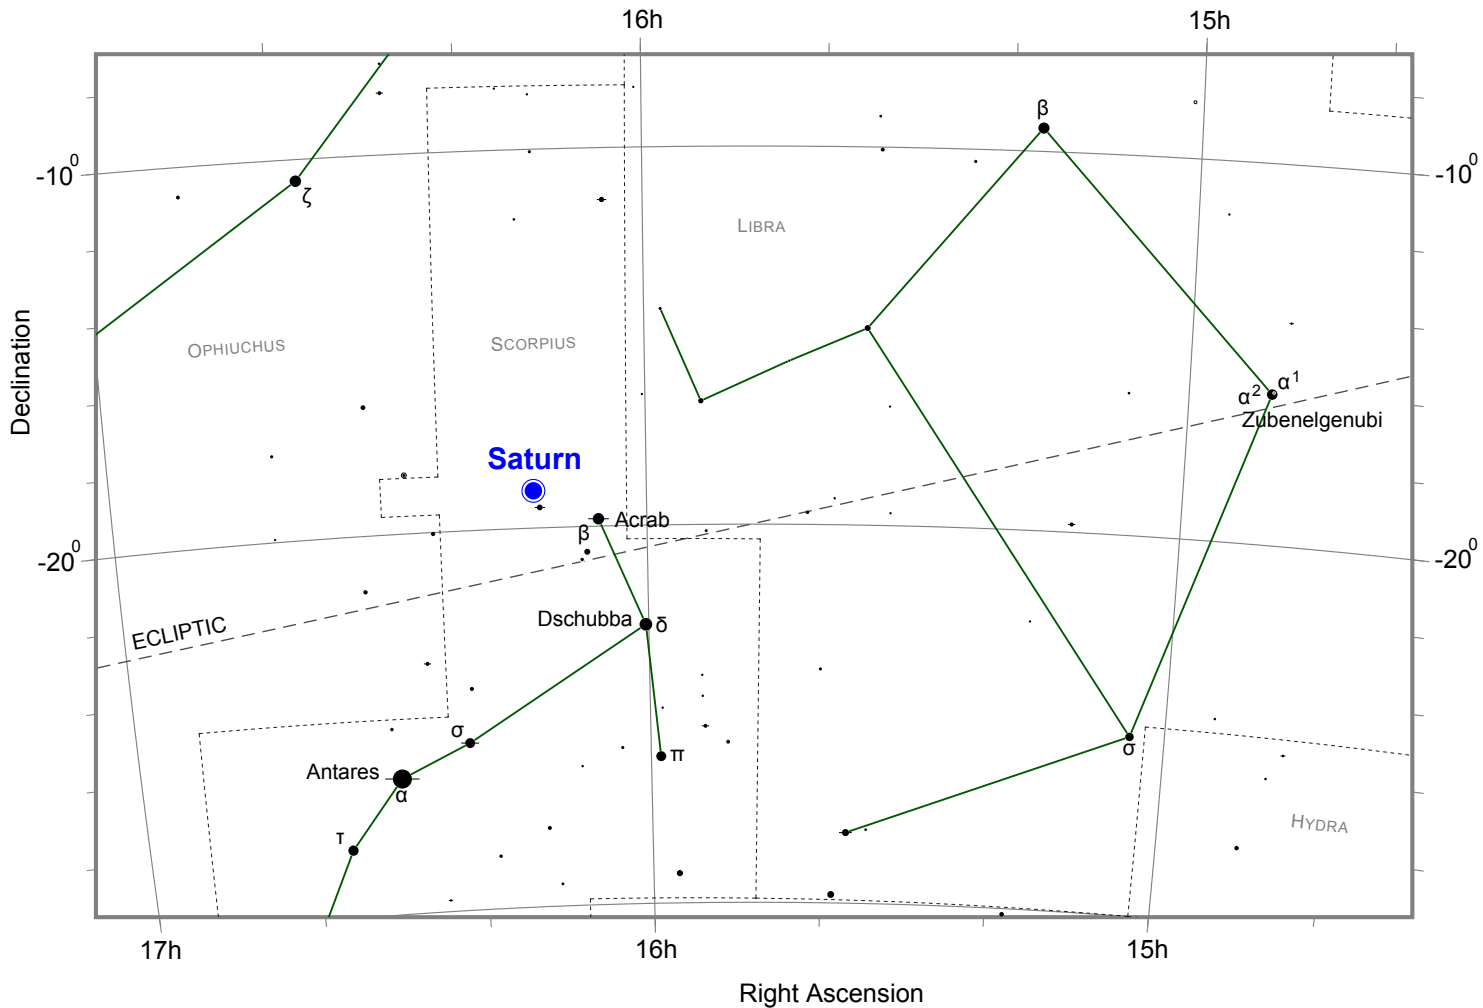 16h
15h
β
-10⁰
-10⁰
ζ
LIBRA
OPHIUCHUS
SCORPIUS
α² α¹
Zubenelgenubi
Declination
Saturn
Acrab
β
-20⁰
-20⁰
ECLIPTIC
Dschubba
δ
σ
π
σ
Antares
α
τ
HYDRA
17h
16h
15h
Right Ascension